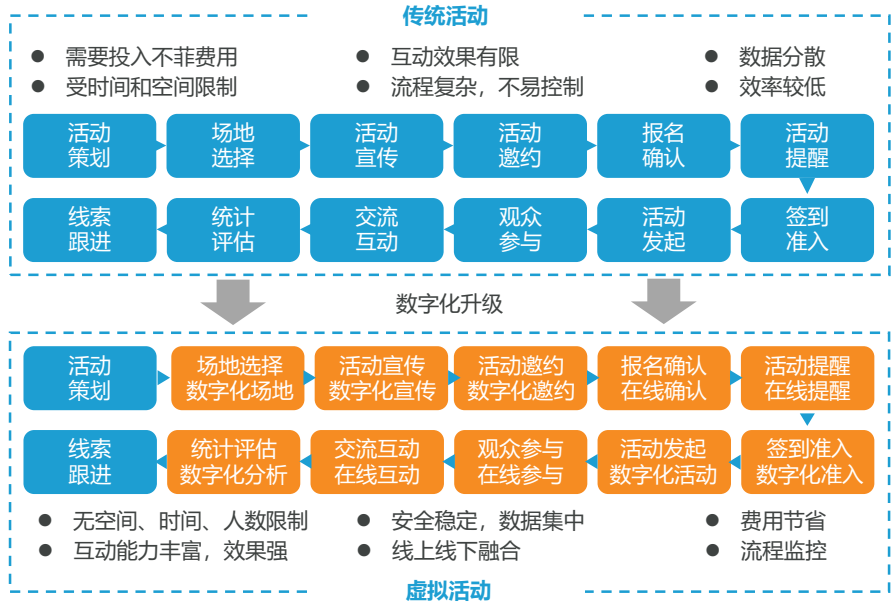 传统活动
● 需要投入不菲费用
● 互动效果有限
● 数据分散
● 受时间和空间限制
● 流程复杂，不易控制
● 效率较低
活动
策划
场地
选择
活动
宣传
活动
邀约
报名
确认
活动
提醒
签到
准入
活动
发起
观众
参与
交流
互动
统计
评估
线索
跟进
数字化升级
活动
策划
场地选择
数字化场地
活动宣传
数字化宣传
活动邀约
数字化邀约
报名确认
在线确认
活动提醒
在线提醒
签到准入
数字化准入
活动发起
数字化活动
观众参与
在线参与
交流互动
在线互动
统计评估
数字化分析
线索
跟进
● 无空间、时间、人数限制
● 安全稳定，数据集中
● 费用节省
● 互动能力丰富，效果强
● 线上线下融合
● 流程监控
虚拟活动